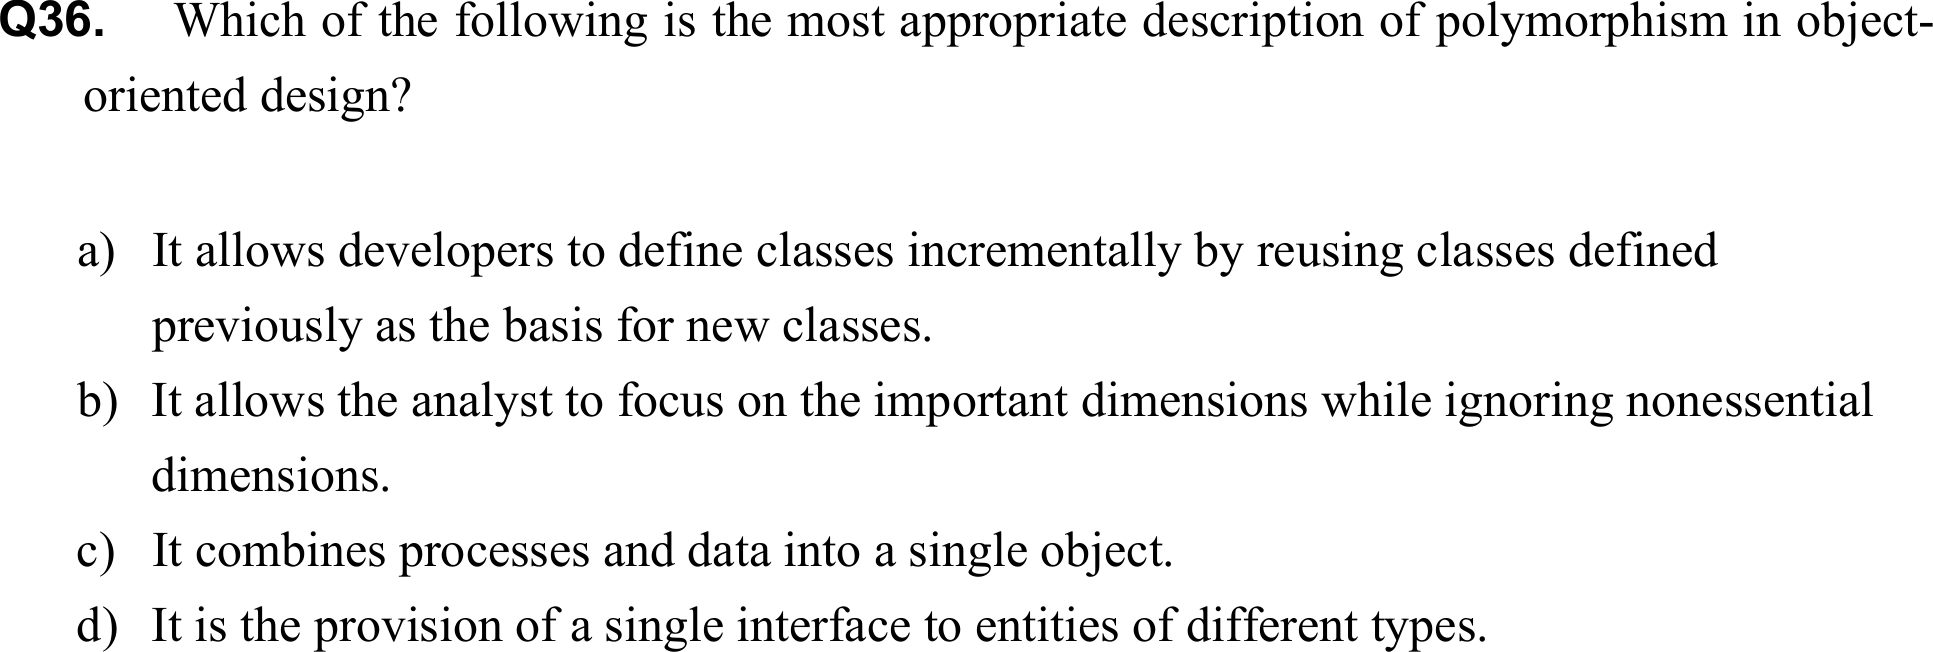 Q36. Which of the following is the most appropriate description of polymorphism in object-
oriented design?
a) It allows developers to define classes incrementally by reusing classes defined
previously as the basis for new classes.
b) It allows the analyst to focus on the important dimensions while ignoring nonessential
dimensions.
c) It combines processes and data into a single object.
d) It is the provision of a single interface to entities of different types.